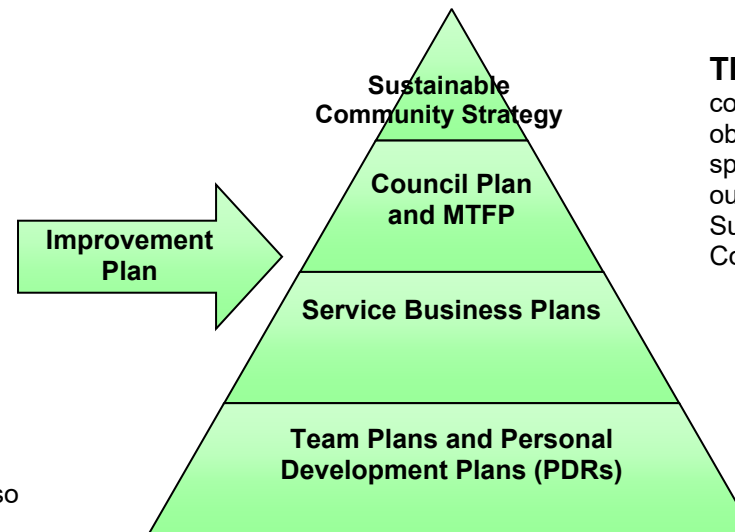 Sustainable
Community Strategy
Council Plan
and MTFP
Improvement
Plan
Service Business Plans
Team Plans and Personal
Development Plans (PDRs)